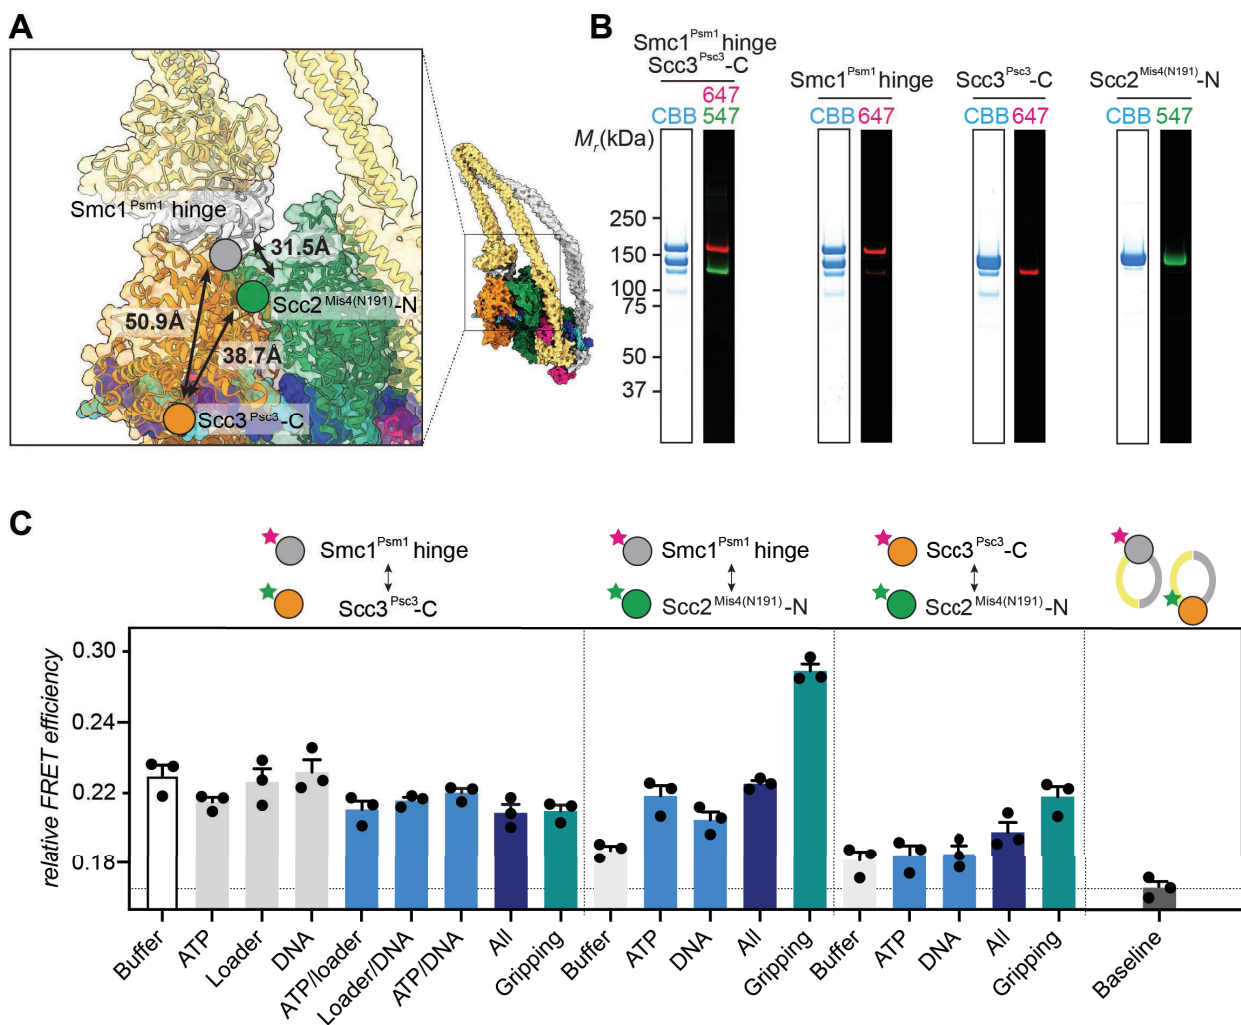 A
Smc1Psm1 hinge
31.5Å
Scc2Mis4(N191)-N
50.9Å
38.7Å
Scc3Psc3-C
B
Smc1Psm1 hinge
Scc3Psc3-C
Smc1Psm1 hinge
Scc3Psc3-C
Scc2Mis4(N191)-N
647
CBB 547
CBB 647
CBB 647
CBB 547
Mr(kDa)
250
150
100
75
50
37
C
Smc1Psm1 hinge
Scc3Psc3-C
Smc1Psm1 hinge
Scc2Mis4(N191)-N
Scc3Psc3-C
Scc2Mis4(N191)-N
relative FRET efficiency
0.30
0.24
0.22
0.18
Buffer
ATP
Loader
DNA
ATP/loader
Loader/DNA
ATP/DNA
All
Gripping
Buffer
ATP
DNA
All
Gripping
Buffer
ATP
DNA
All
Gripping
Baseline